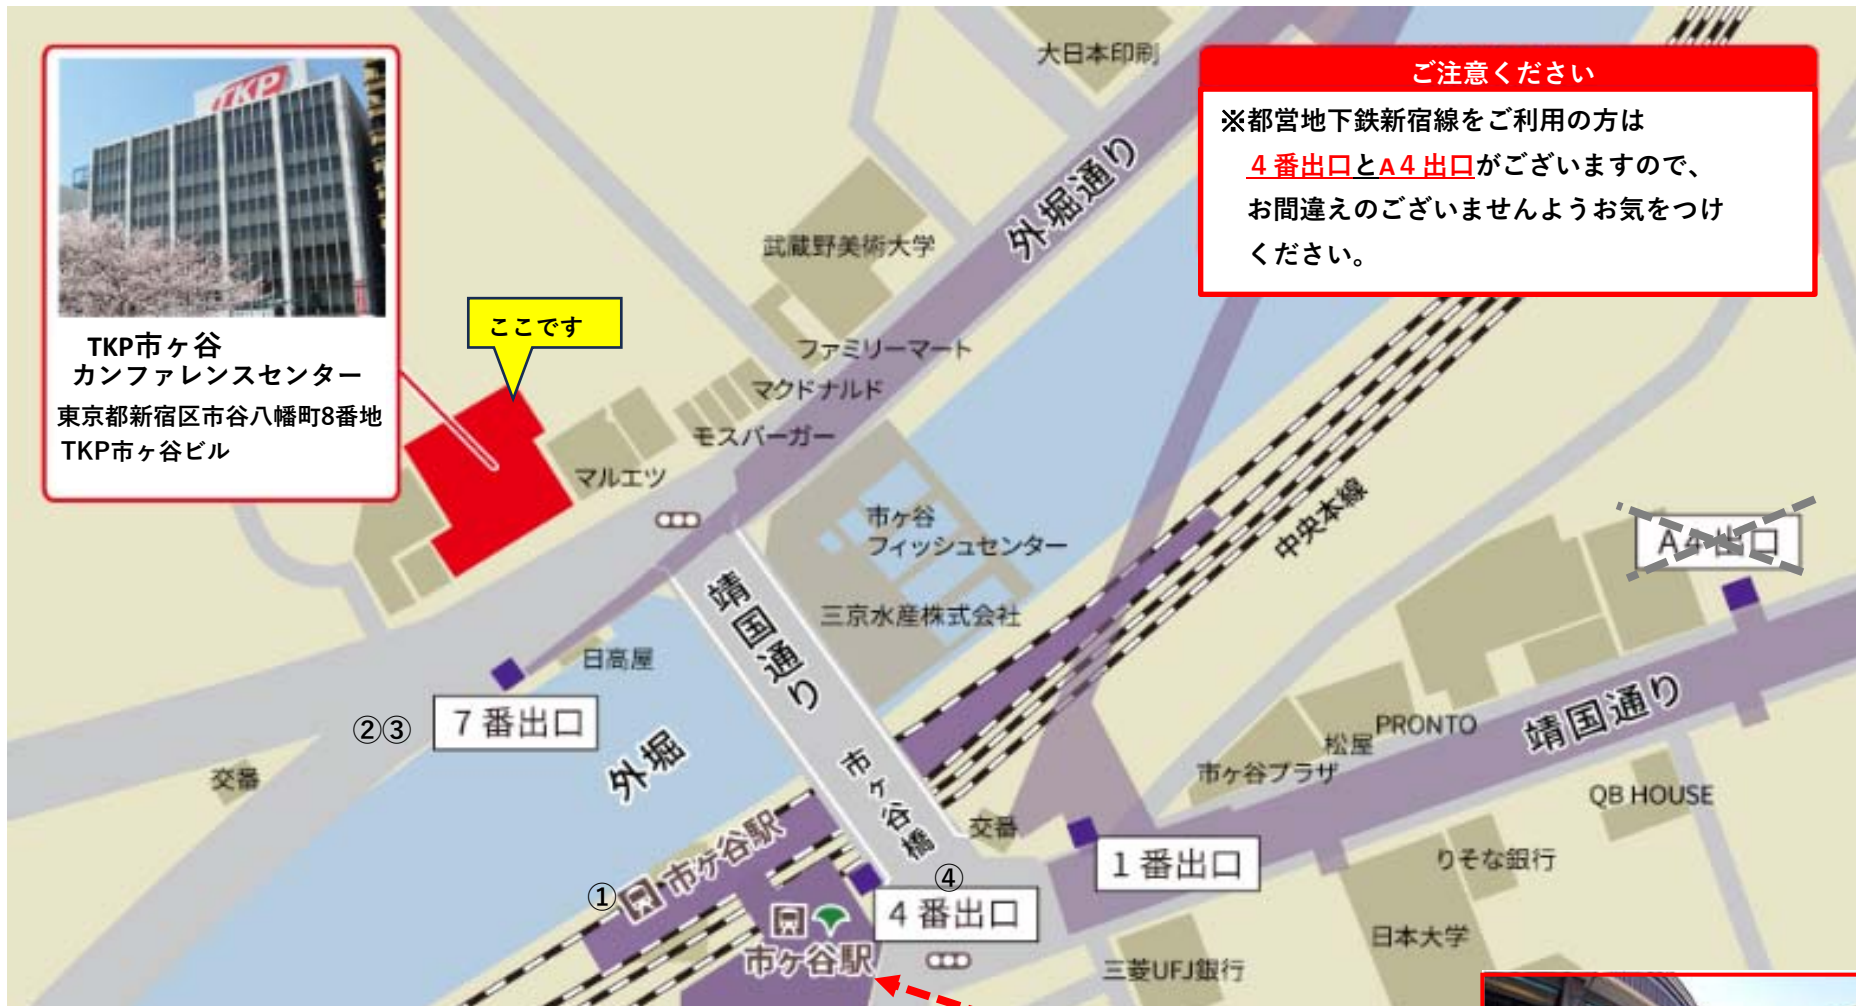 TKP
TKP市ヶ谷
カンファレンスセンター
東京都新宿区市谷八幡町8番地
TKP市ヶ谷ビル
ここです
大日本印刷
ご注意ください
※都営地下鉄新宿線をご利用の方は
４番出口とA４出口がございますので、
お間違えのございませんようお気をつけ
ください。
外堀通り
武蔵野美術大学
ファミリーマート
マクドナルド
モスバーガー
マルエツ
市ヶ谷
フィッシュセンター
三京水産株式会社
中央本線
A4出口
靖国通り
日高屋
②③
７番出口
外堀
交番
市ヶ谷橋
交番
PRONTO
松屋
市ヶ谷プラザ
靖国通り
QB HOUSE
１番出口
りそな銀行
①
市ケ谷駅
④
４番出口
市ケ谷駅
日本大学
三菱UFJ銀行